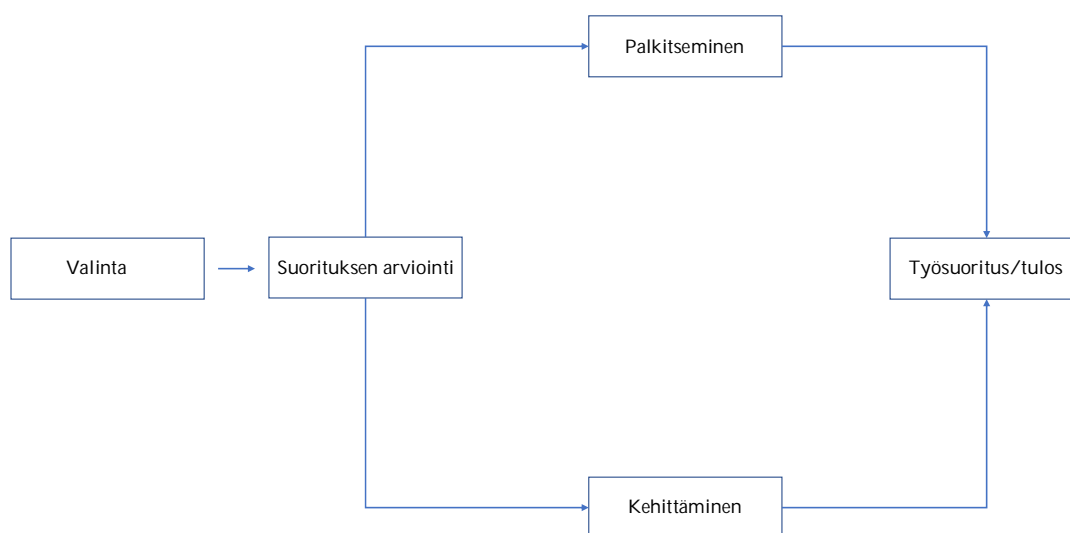 Palkitseminen
Valinta
Suorituksen arviointi
Työsuoritus/tulos
Kehittäminen